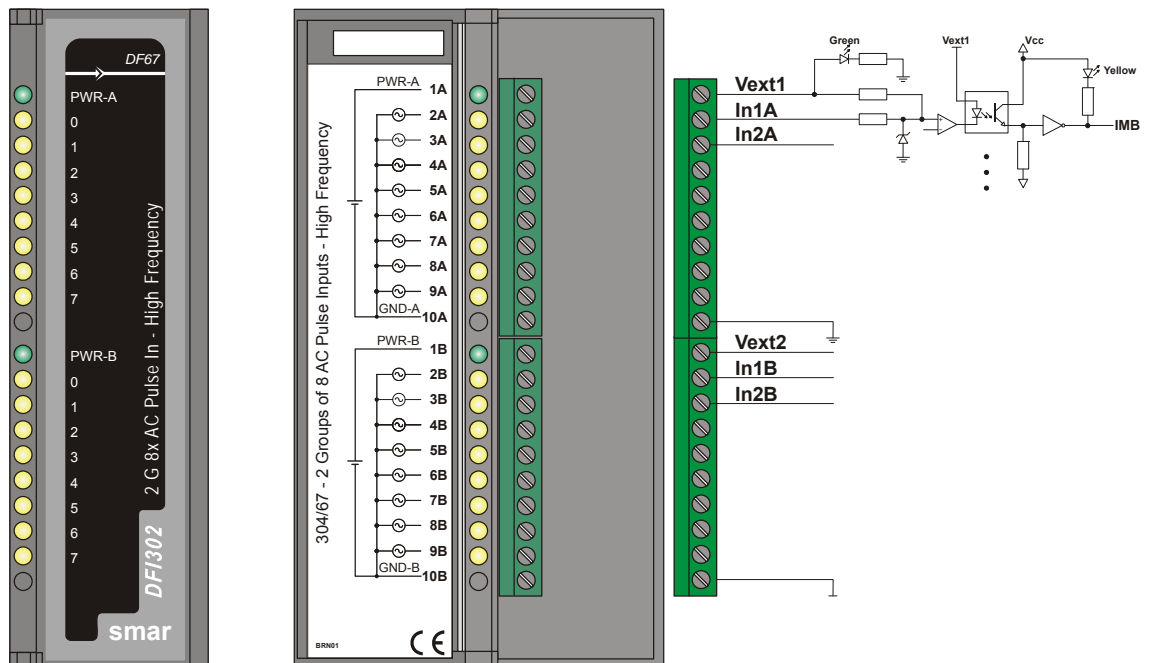 DF67
PWR-A
0
1
2
3
4
5
6
7
PWR-B
0
1
2
3
4
5
6
7
2 G 8x AC Pulse In - High Frequency
DFI302
smar
304/67 - 2 Groups of 8 AC Pulse Inputs - High Frequency
PWR-A
1A
2A
3A
4A
5A
6A
7A
8A
9A
GND-A
10A
PWR-B
1B
2B
3B
4B
5B
6B
7B
8B
9B
GND-B
10B
BRN01
CE
Vext1
In1A
In2A
Vext2
In1B
In2B
Green
Vext1
Vcc
Yellow
IMB